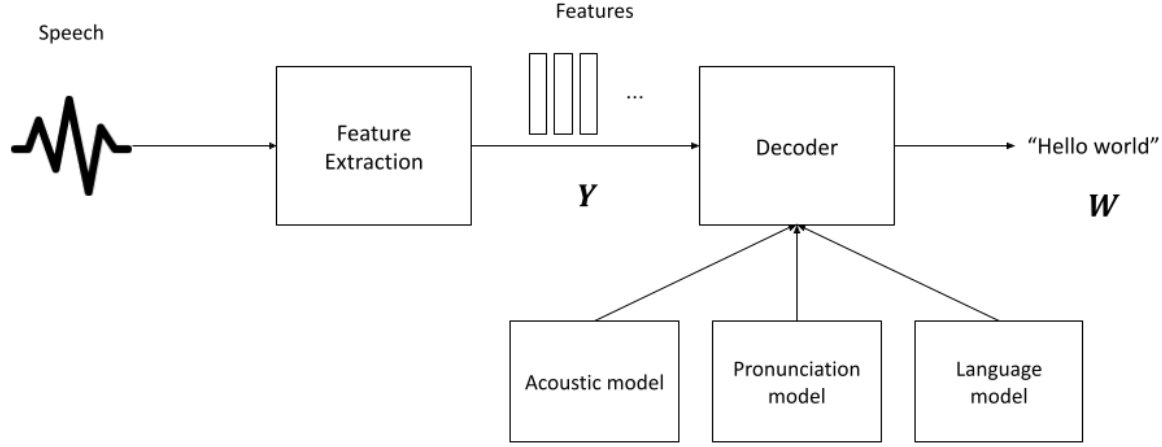 Features
Speech
Feature
Extraction
...
Decoder
“Hello world”
Y
W
Acoustic model
Pronunciation
model
Language
model